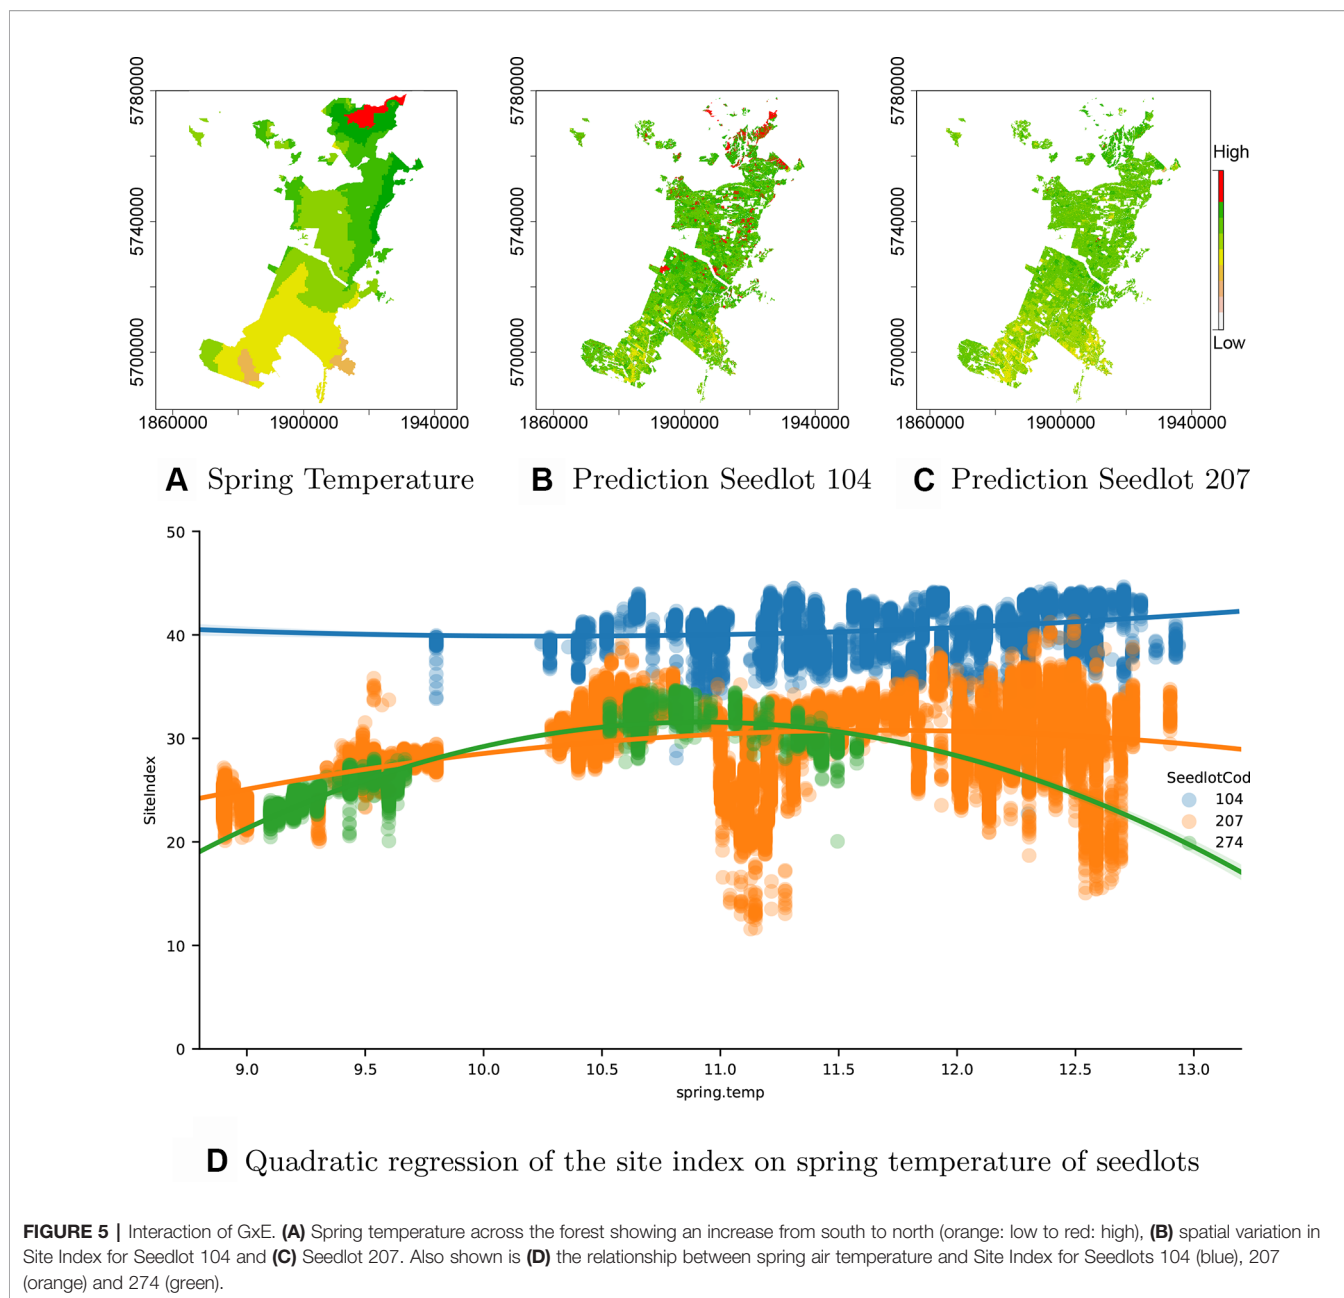 5780000
5740000
5700000
1860000 1900000 1940000
5780000
5740000
5700000
1860000 1900000 1940000
5780000
5740000
5700000
1860000 1900000 1940000
High
Low
A Spring Temperature
B Prediction Seedlot 104
C Prediction Seedlot 207
50
40
30
20
10
0
SiteIndex
9.0 9.5 10.0 10.5 11.0 11.5 12.0 12.5 13.0
spring.temp
SeedlotCod
104
207
274
D Quadratic regression of the site index on spring temperature of seedlots
FIGURE 5 | Interaction of GxE. (A) Spring temperature across the forest showing an increase from south to north (orange: low to red: high), (B) spatial variation in
Site Index for Seedlot 104 and (C) Seedlot 207. Also shown is (D) the relationship between spring air temperature and Site Index for Seedlots 104 (blue), 207
(orange) and 274 (green).